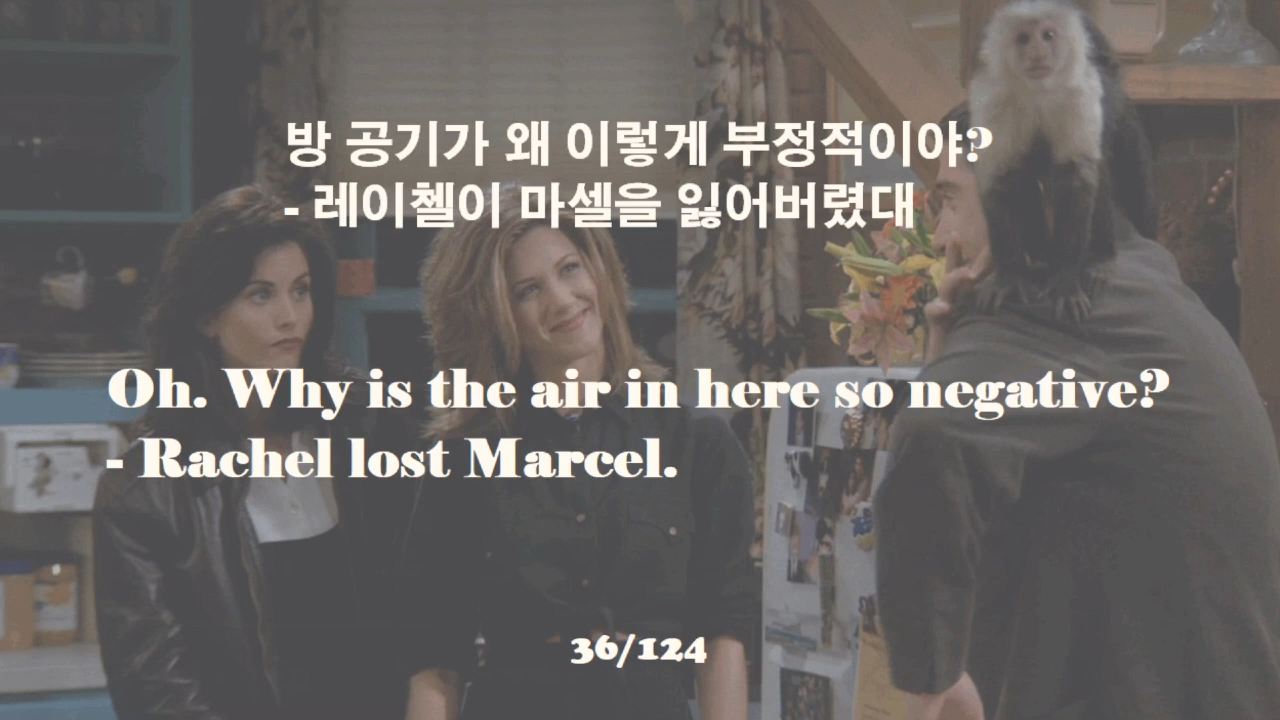 방 공기가 왜 이렇게 부정적이야?
- 레이첼이 마셀을 잃어버렸대
Oh. Why is the air in here so negative?
- Rachel lost Marcel.
36/124